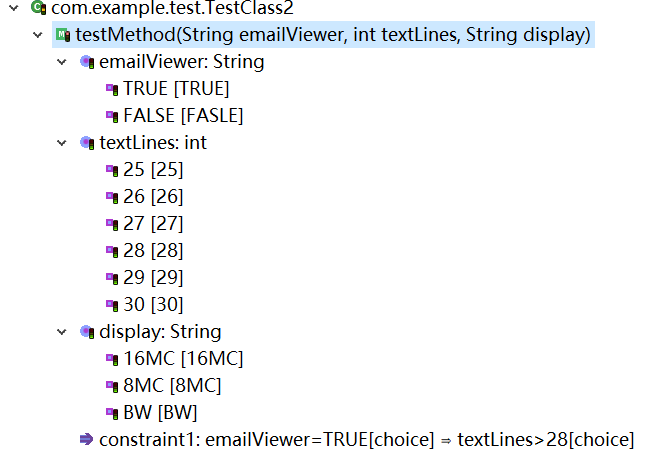 com.example.test.TestClass2
testMethod(String emailViewer, int textLines, String display)
emailViewer: String
TRUE [TRUE]
FALSE [FASLE]
textLines: int
25 [25]
26 [26]
27 [27]
28 [28]
29 [29]
30 [30]
display: String
16MC [16MC]
8MC [8MC]
BW [BW]
constraint1: emailViewer=TRUE[choice] ⇒ textLines>28[choice]